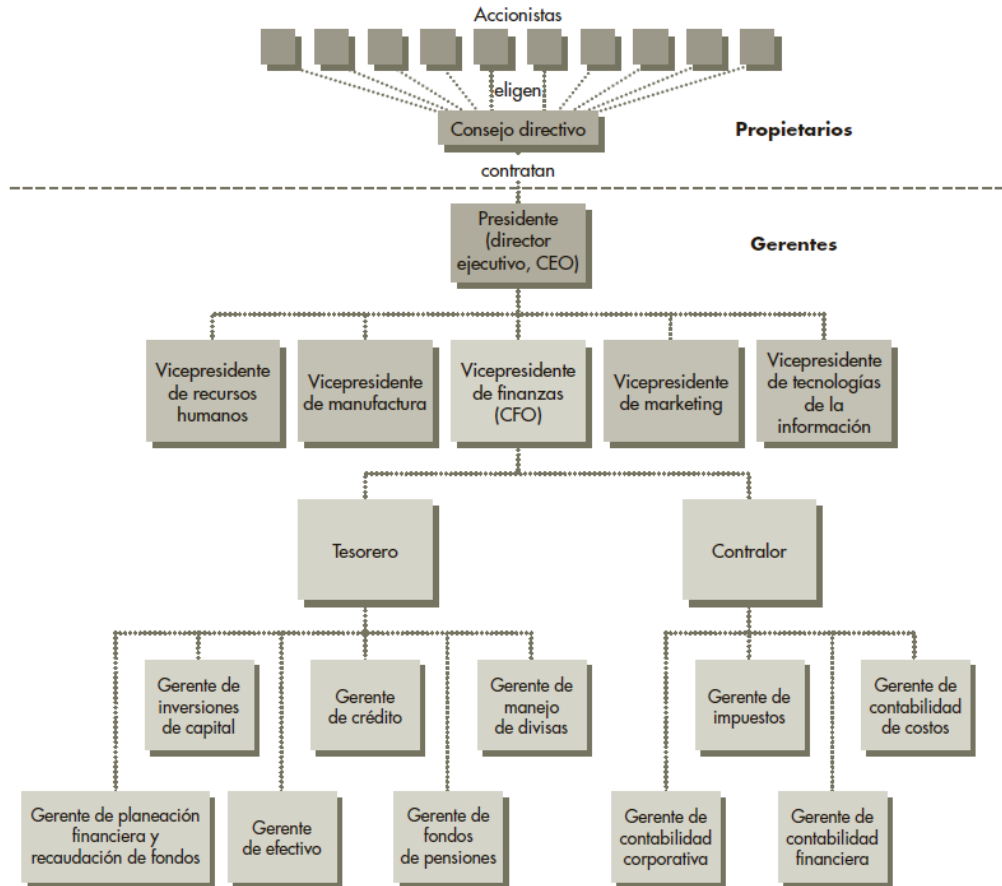 Accionistas
eligen
Consejo directivo
Propietarios
contratan
Presidente
(director
ejecutivo, CEO)
Gerentes
Vicepresidente
de recursos
humanos
Vicepresidente
de manufactura
Vicepresidente
de finanzas
(CFO)
Vicepresidente
de marketing
Vicepresidente
de tecnologías
de la
información
Tesorero
Contralor
Gerente de
inversiones
de capital
Gerente
de crédito
Gerente de
manejo
de divisas
Gerente de
impuestos
Gerente de
contabilidad
de costos
Gerente de planeación
financiera y
recaudación de fondos
Gerente
de efectivo
Gerente de
fondos
de pensiones
Gerente de
contabilidad
corporativa
Gerente de
contabilidad
financiera